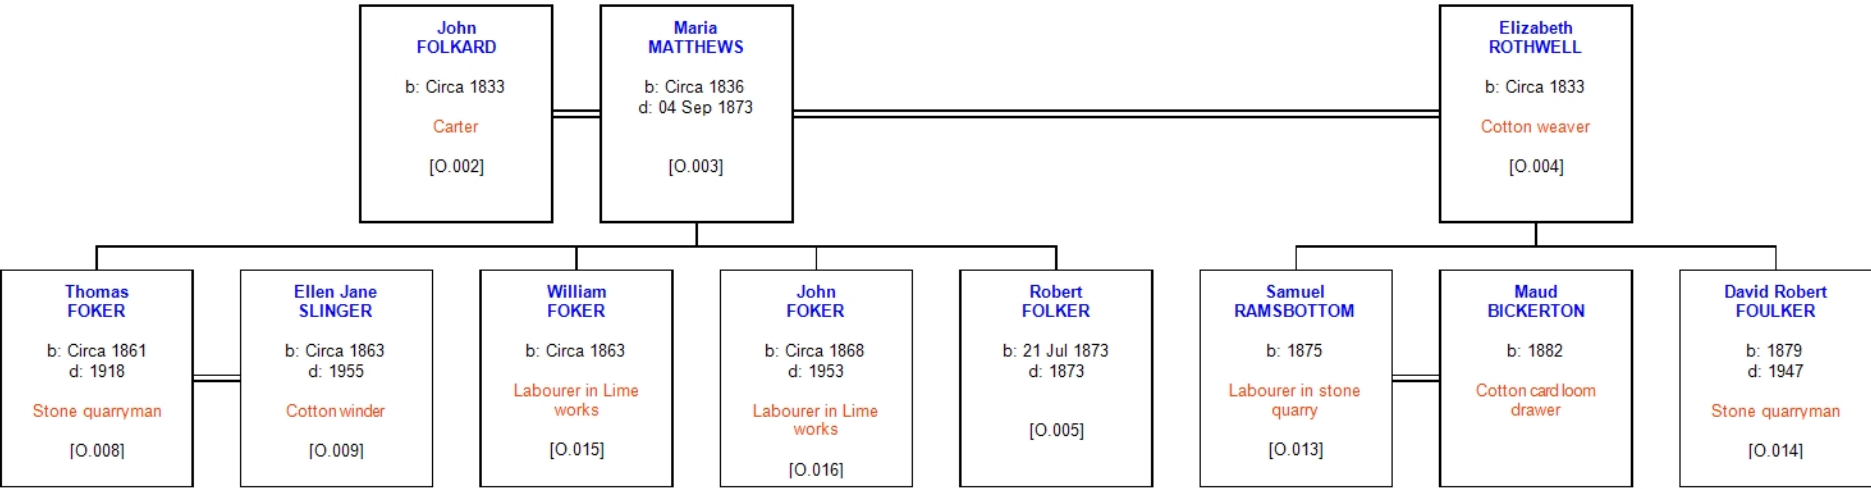 John
FOLKARD
b: Circa 1833
Carter
[O.002]
Maria
MATTHEWS
b: Circa 1836
d: 04 Sep 1873
[O.003]
Elizabeth
ROTHWELL
b: Circa 1833
Cotton weaver
[O.004]
Thomas
FOKER
b: Circa 1861
d: 1918
Stone quarryman
[O.008]
Ellen Jane
SLINGER
b: Circa 1863
d: 1955
Cotton winder
[O.009]
William
FOKER
b: Circa 1863
Labourer in Lime
works
[O.015]
John
FOKER
b: Circa 1868
d: 1953
Labourer in Lime
works
[O.016]
Robert
FOLKER
b: 21 Jul 1873
d: 1873
[O.005]
Samuel
RAMSBOTTOM
b: 1875
Labourer in stone
quarry
[O.013]
Maud
BICKERTON
b: 1882
Cotton card loom
drawer
David Robert
FOULKER
b: 1879
d: 1947
Stone quarryman
[O.014]